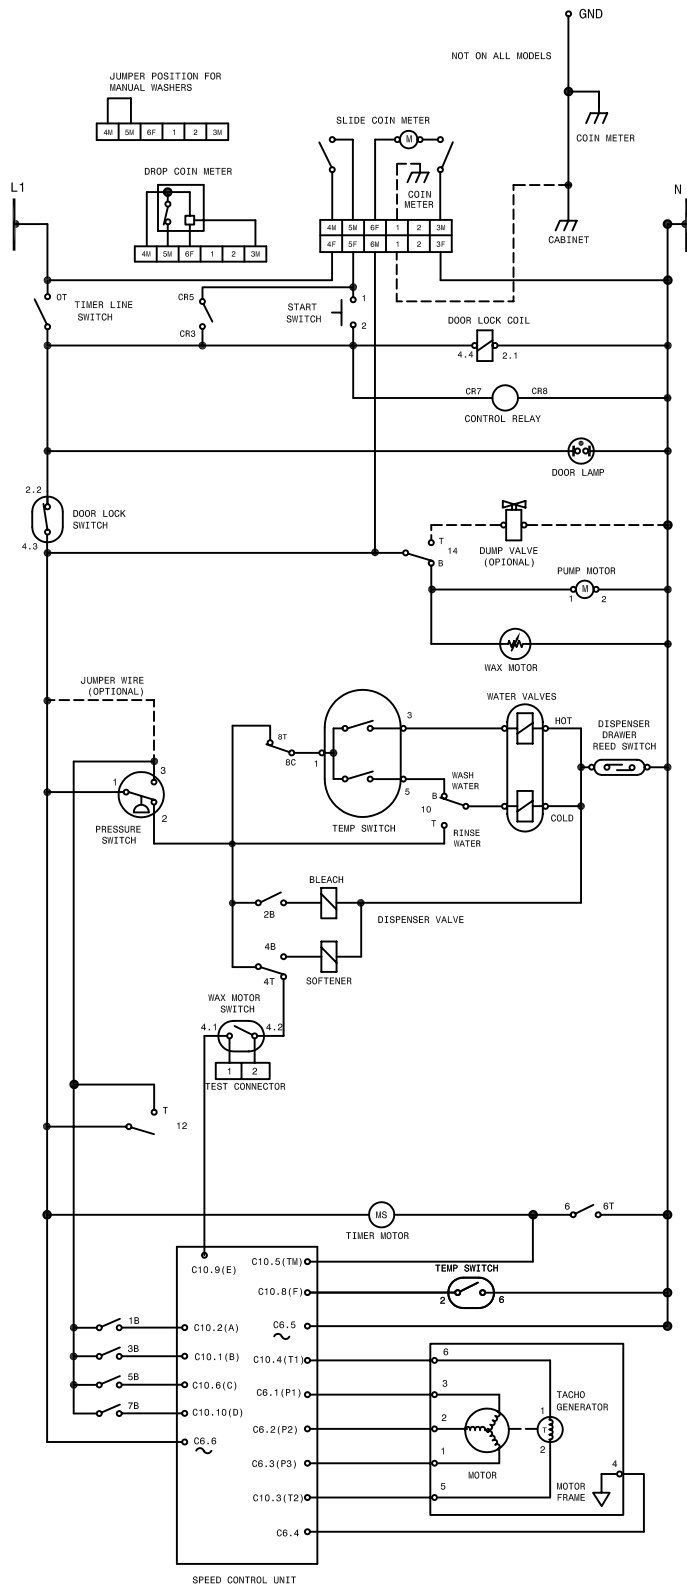 GND
NOT ON ALL MODELS
JUMPER POSITION FOR
MANUAL WASHERS
4M 5M 6F 1 2 3M
SLIDE COIN METER
M
COIN METER
DROP COIN METER
COIN
METER
L1
N
4M 5M 6F 1 2 3M
4M 5M 6F 1 2 3M
4F 5F 6M 1 2 3F
CABINET
OT
TIMER LINE
SWITCH
CR5
CR3
START
SWITCH
1
2
DOOR LOCK COIL
4.4
2.1
CR7
CR8
CONTROL RELAY
DOOR LAMP
2.2
DOOR LOCK
SWITCH
4.3
T
14
B
DUMP VALVE
(OPTIONAL)
PUMP MOTOR
M
1
2
WAX MOTOR
JUMPER WIRE
(OPTIONAL)
WATER VALVES
HOT
DISPENSER
DRAWER
REED SWITCH
8T
8C
1
3
5
TEMP SWITCH
WASH
WATER
B
10
T
RINSE
WATER
COLD
1
3
2
PRESSURE
SWITCH
BLEACH
2B
DISPENSER VALVE
4B
4T
SOFTENER
WAX MOTOR
SWITCH
4.1
4.2
1 2
TEST CONNECTOR
T
12
MS
TIMER MOTOR
6
6T
C10.9(E)
C10.5(TM)
TEMP SWITCH
C10.8(F)
2
6
1B
C10.2(A)
C6.5
3B
C10.1(B)
C10.4(T1)
6
5B
C10.6(C)
C6.1(P1)
3
7B
C10.10(D)
C6.2(P2)
2
1
TACHO
GENERATOR
T
2
C6.6
C6.3(P3)
1
MOTOR
4
C10.3(T2)
5
MOTOR
FRAME
C6.4
SPEED CONTROL UNIT